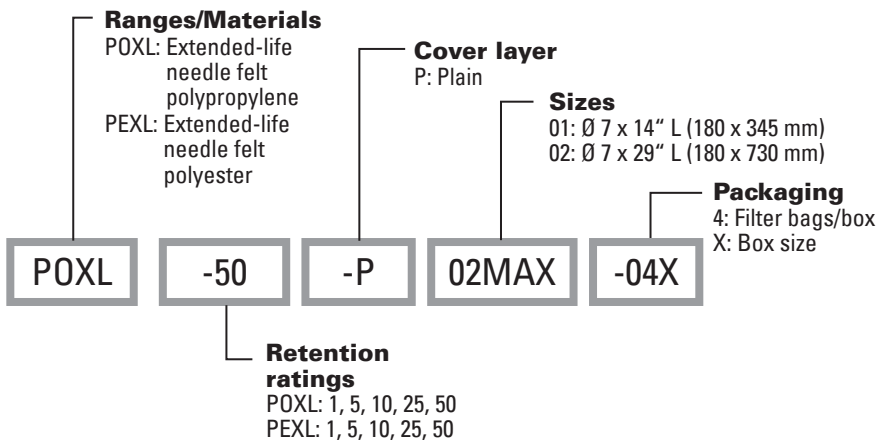 Ranges/Materials
POXL: Extended-life
needle felt
polypropylene
PEXL: Extended-life
needle felt
polyester
Cover layer
P: Plain
Sizes
01: Ø 7 x 14“ L (180 x 345 mm)
02: Ø 7 x 29“ L (180 x 730 mm)
Packaging
4: Filter bags/box
X: Box size
POXL -50 -P 02MAX -04X
Retention
ratings
POXL: 1, 5, 10, 25, 50
PEXL: 1, 5, 10, 25, 50